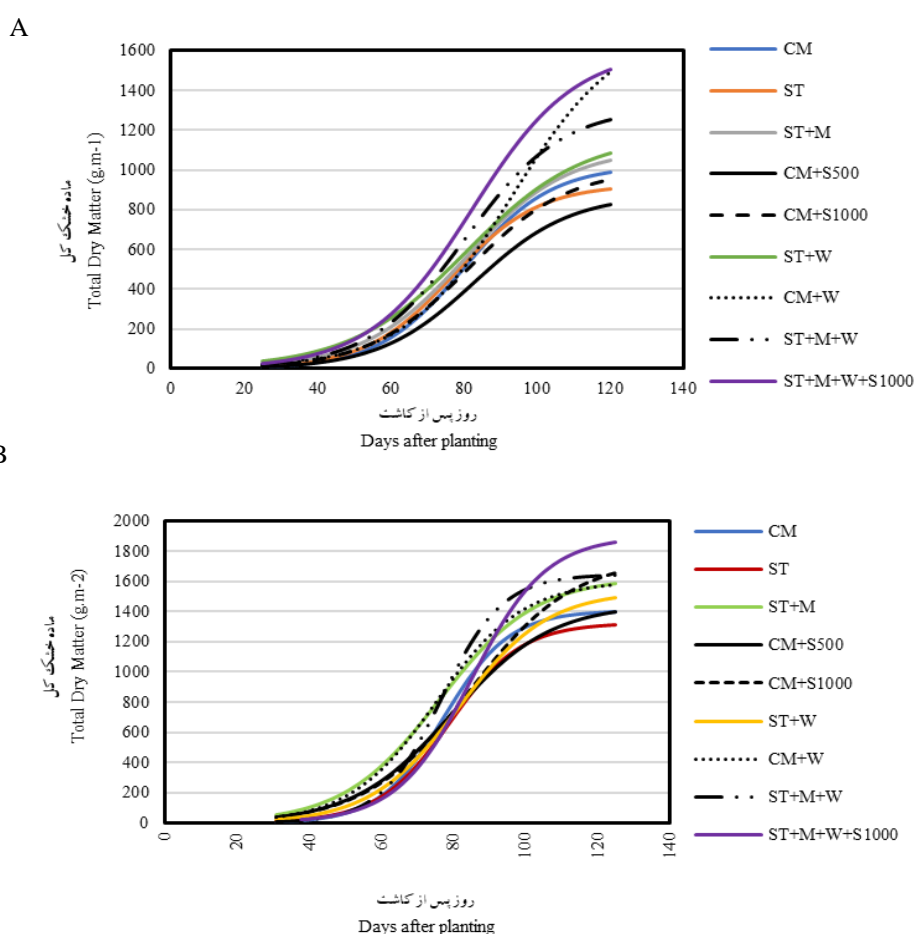 A
1600
1400
1200
1000
800
600
400
200
0
ماده خشک کل
Total Dry Matter (g.m-1)
0 20 40 60 80 100 120 140
روز پس از کاشت
Days after planting
CM
ST
ST+M
CM+S500
CM+S1000
ST+W
CM+W
ST+M+W
ST+M+W+S1000
B
2000
1800
1600
1400
1200
1000
800
600
400
200
0
ماده خشک کل
Total Dry Matter (g.m-2)
0 20 40 60 80 100 120 140
روز پس از کاشت
Days after planting
CM
ST
ST+M
CM+S500
CM+S1000
ST+W
CM+W
ST+M+W
ST+M+W+S1000